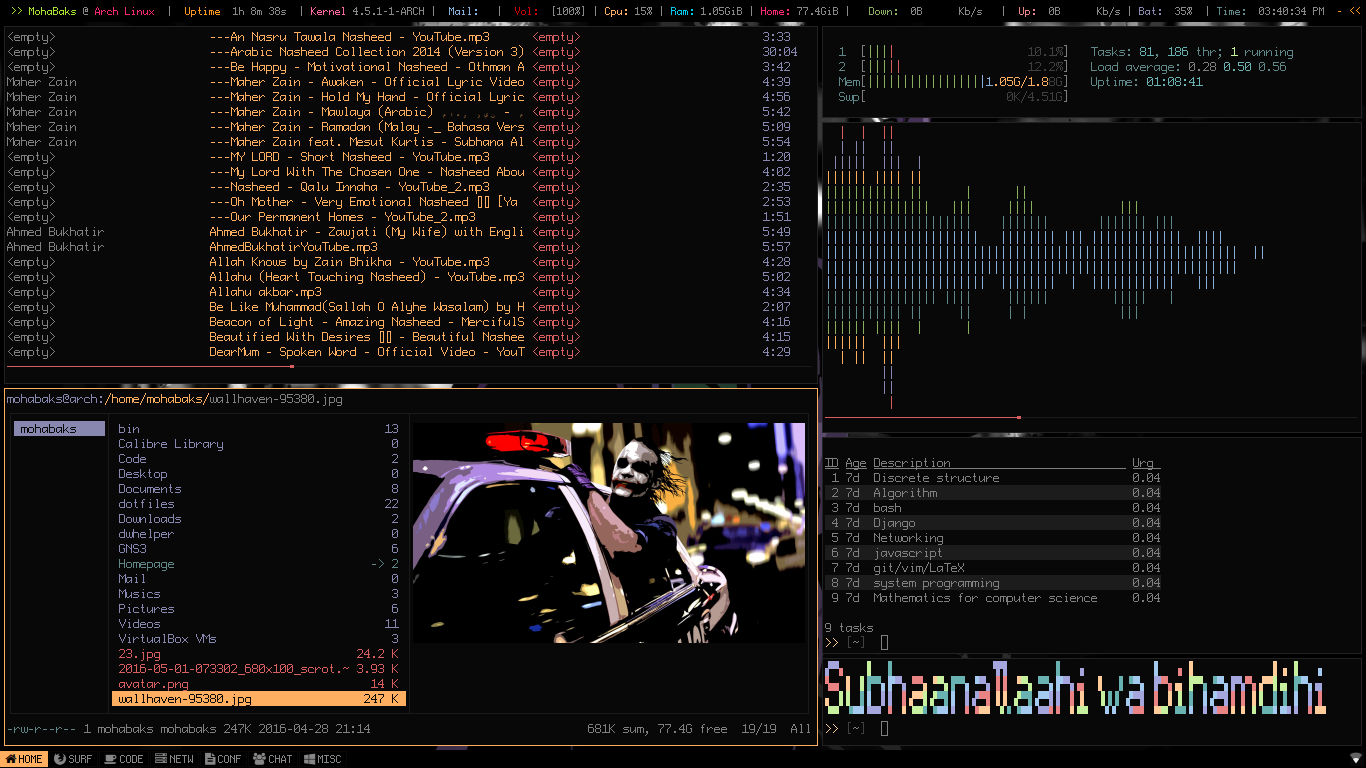 >> MohaBaks @ Arch Linux | Uptime 1h 8m 38s | Kernel 4.5.1-1-ARCH | Mail: | Vol: [100%] | Cpu: 15% | Ram: 1.05GiB | Home: 77.4GiB | Down: 0B Kb/s | Up: 0B Kb/s | Bat: 35% | Time: 03:40:34 PM - <<
<empty> ---An Nasru Tawala Nasheed - YouTube.mp3 <empty> 3:33
<empty> ---Arabic Nasheed Collection 2014 (Version 3) <empty> 30:04
<empty> ---Be Happy - Motivational Nasheed - Othman A <empty> 3:42
Maher Zain ---Maher Zain - Awaken - Official Lyric Video <empty> 4:39
Maher Zain ---Maher Zain - Hold My Hand - Official Lyric <empty> 4:56
Maher Zain ---Maher Zain - Mawlaya (Arabic) <empty> 5:42
Maher Zain ---Maher Zain - Ramadan (Malay -_ Bahasa Vers <empty> 5:09
Maher Zain ---Maher Zain feat. Mesut Kurtis - Subhana Al <empty> 5:54
<empty> ---MY LORD - Short Nasheed - YouTube.mp3 <empty> 1:20
<empty> ---My Lord With The Chosen One - Nasheed Abou <empty> 4:02
<empty> ---Nasheed - Qalu Innaha - YouTube_2.mp3 <empty> 2:35
<empty> ---Oh Mother - Very Emotional Nasheed [] [Ya <empty> 2:53
<empty> ---Our Permanent Homes - YouTube_2.mp3 <empty> 1:51
Ahmed Bukhatir Ahmed Bukhatir - Zawjati (My Wife) with Engli <empty> 5:49
Ahmed Bukhatir AhmedBukhatirYouTube.mp3 <empty> 5:57
<empty> Allah Knows by Zain Bhikha - YouTube.mp3 <empty> 4:28
<empty> Allahu (Heart Touching Nasheed) - YouTube.mp3 <empty> 5:02
<empty> Allahu akbar.mp3 <empty> 4:34
<empty> Be Like Muhammad(Sallah O Alyhe Wasalam) by H <empty> 2:07
<empty> Beacon of Light - Amazing Nasheed - MercifulS <empty> 4:16
<empty> Beautified With Desires [] - Beautiful Nashee <empty> 4:15
<empty> DearMum - Spoken Word - Official Video - YouT <empty> 4:29
1 [|||| 10.1%] Tasks: 81, 186 thr; 1 running
2 [||||| 12.2%] Load average: 0.28 0.50 0.56
Mem[|||||||||||||||||1.05G/1.88G] Uptime: 01:08:41
Swp[ 0K/4.51G]
mohabaks@arch:/home/mohabaks/wallhaven-95380.jpg
mohabaks
bin 13
Calibre Library 0
Code 2
Desktop 0
Documents 8
dotfiles 22
Downloads 2
dwhelper 0
GNS3 6
Homepage -> 2
Mail 0
Musics 3
Pictures 6
Videos 11
VirtualBox VMs 3
23.jpg 24.2 K
2016-05-01-073302_680x100_scrot.~ 3.93 K
avatar.png 14 K
wallhaven-95380.jpg 247 K
-rw-r--r-- 1 mohabaks mohabaks 247K 2016-04-28 21:14 681K sum, 77.4G free 19/19 All
ID Age Description Urg
1 7d Discrete structure 0.04
2 7d Algorithm 0.04
3 7d bash 0.04
4 7d Django 0.04
5 7d Networking 0.04
6 7d javascript 0.04
7 7d git/vim/LaTeX 0.04
8 7d system programming 0.04
9 7d Mathematics for computer science 0.04
9 tasks
>> [~]
Subhaanallaahi wa bihamdihi
>> [~]
HOME SURF CODE NETW CONF CHAT MISC